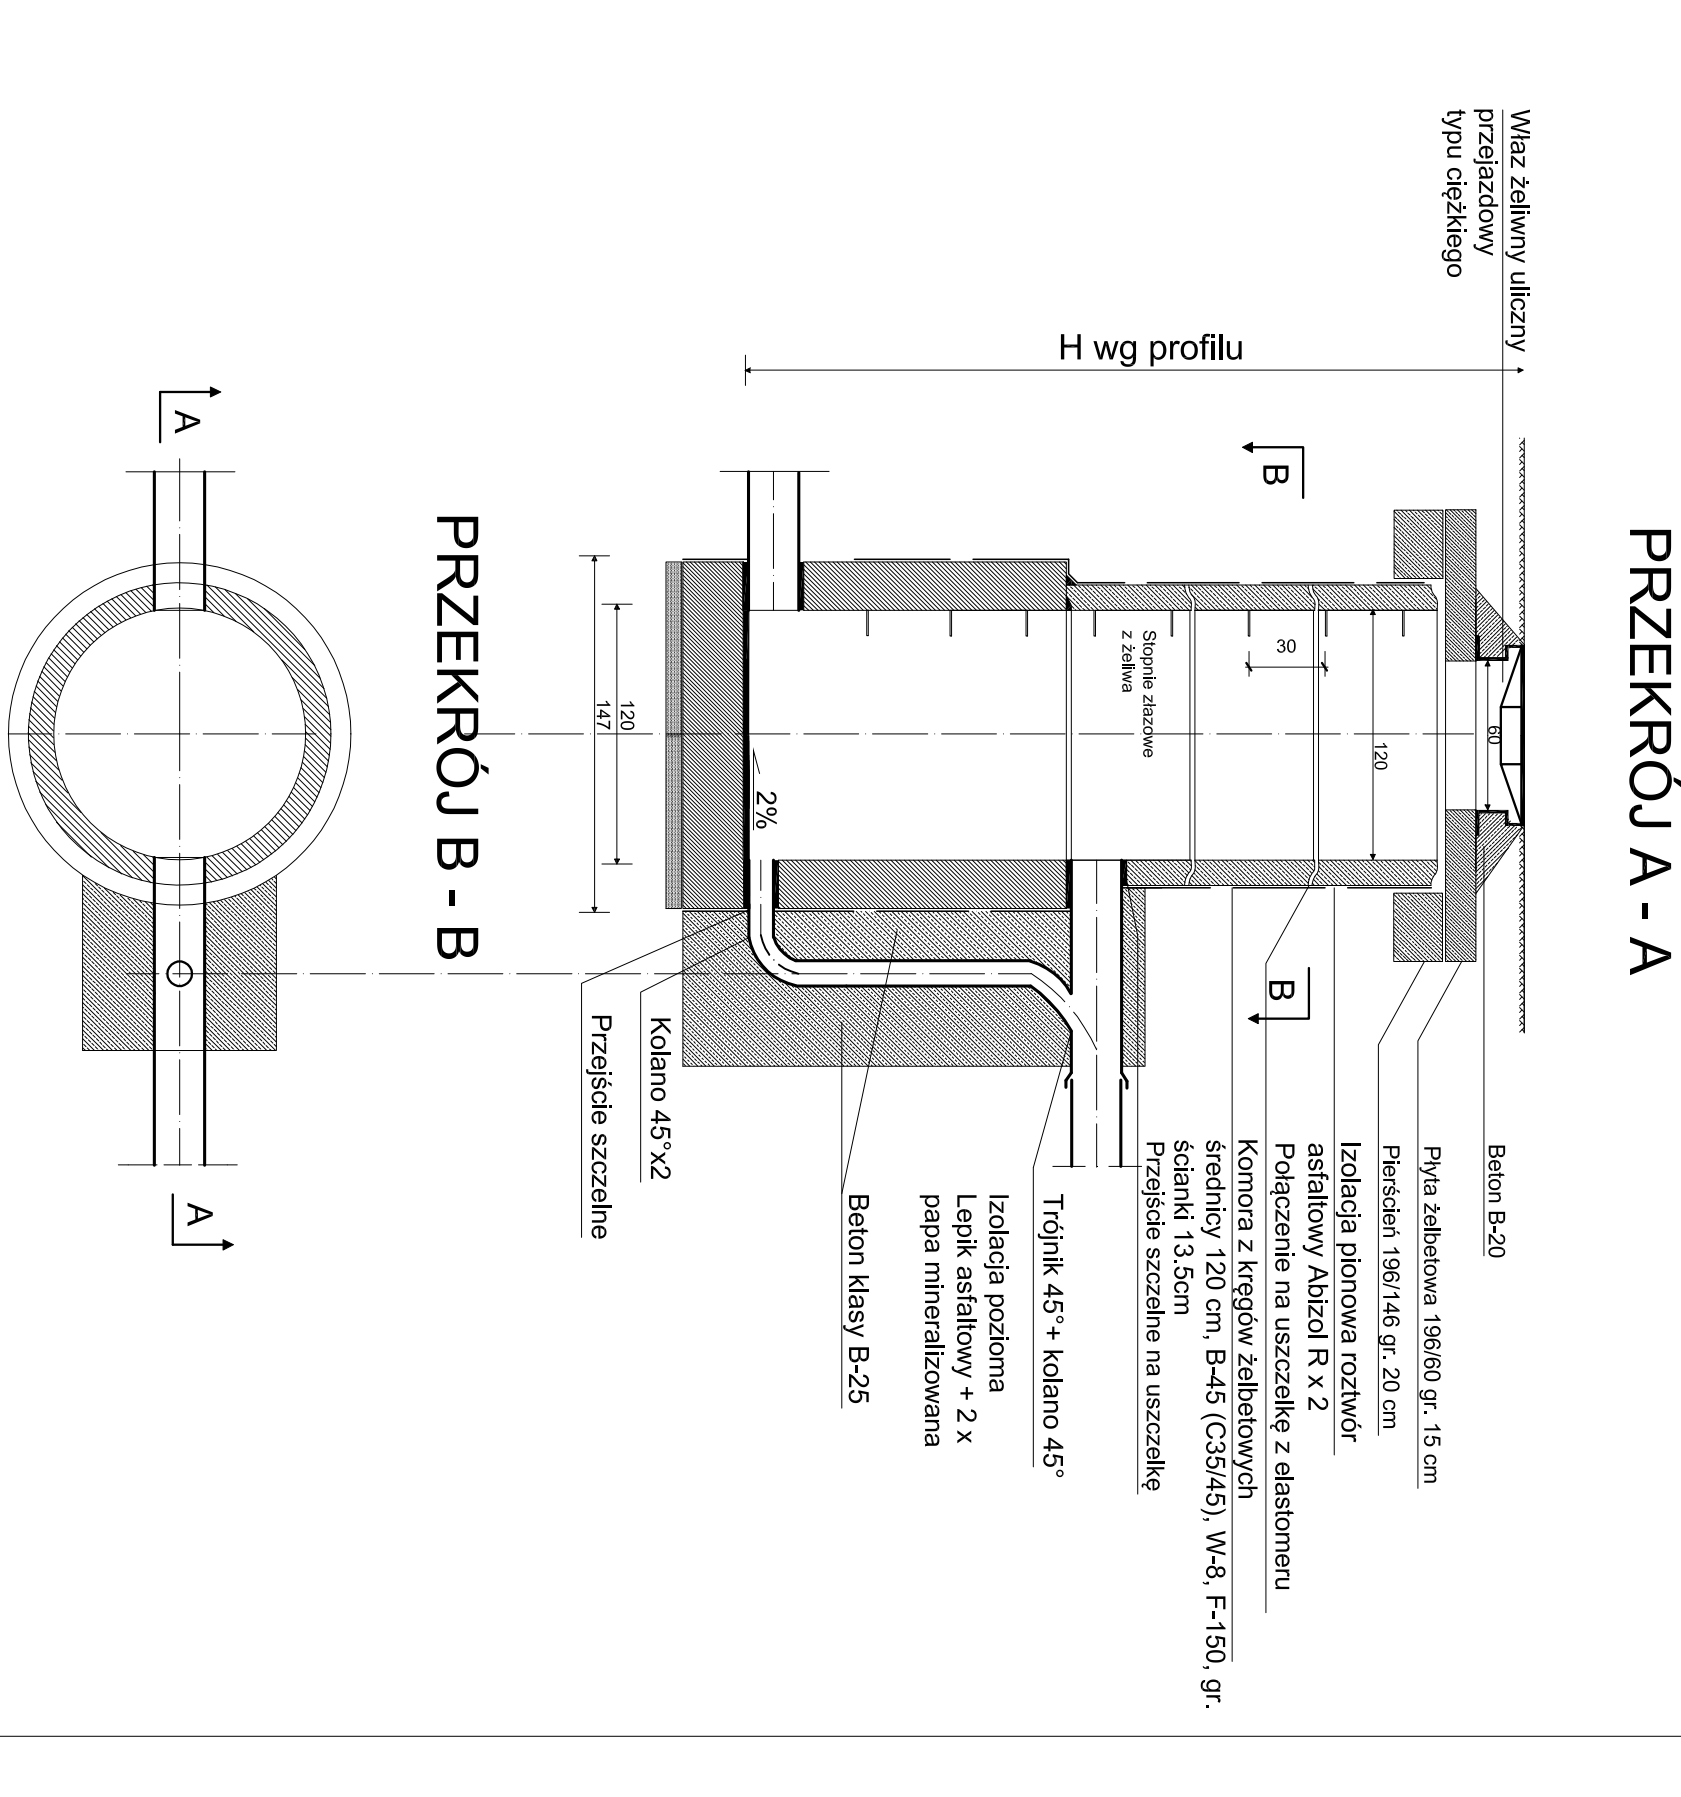 PRZEKRÓJ A - A
Właz żeliwny uliczny
przejazdowy
typu ciężkiego
H wg profilu
B
B
60
120
30
Stopnie złazowe
z żeliwa
2%
120
147
Beton B-20
Płyta żelbetowa 196/60 gr. 15 cm
Pierścień 196/146 gr. 20 cm
Izolacja pionowa roztwór
asfaltowy Abizol R x 2
Połączenie na uszczelkę z elastomeru
Komora z kręgów żelbetowych
średnicy 120 cm, B-45 (C35/45), W-8, F-150, gr.
ścianki 13.5cm
Przejście szczelne na uszczelkę
Trójnik 45°+ kolano 45°
Izolacja pozioma
Lepik asfaltowy + 2 x
papa mineralizowana
Beton klasy B-25
Kolano 45°x2
Przejście szczelne
PRZEKRÓJ B - B
A
A